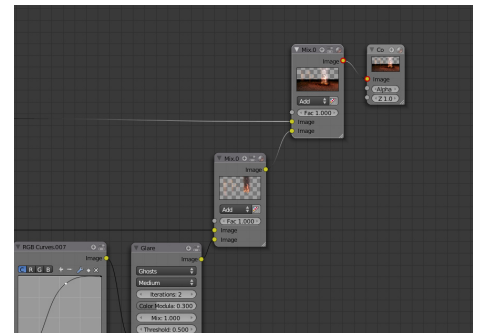 Mix.0
Image
Add
Fac 1.000
Image
Image
Co
Image
Alpha
Z 1.0
Mix.0
Image
Add
Fac 1.000
Image
Image
RGB Curves.007
Image
C R G B
Glare
Image
Ghosts
Medium
Iterations: 2
Color Modula: 0.300
Mix: 1.000
Threshold: 0.500